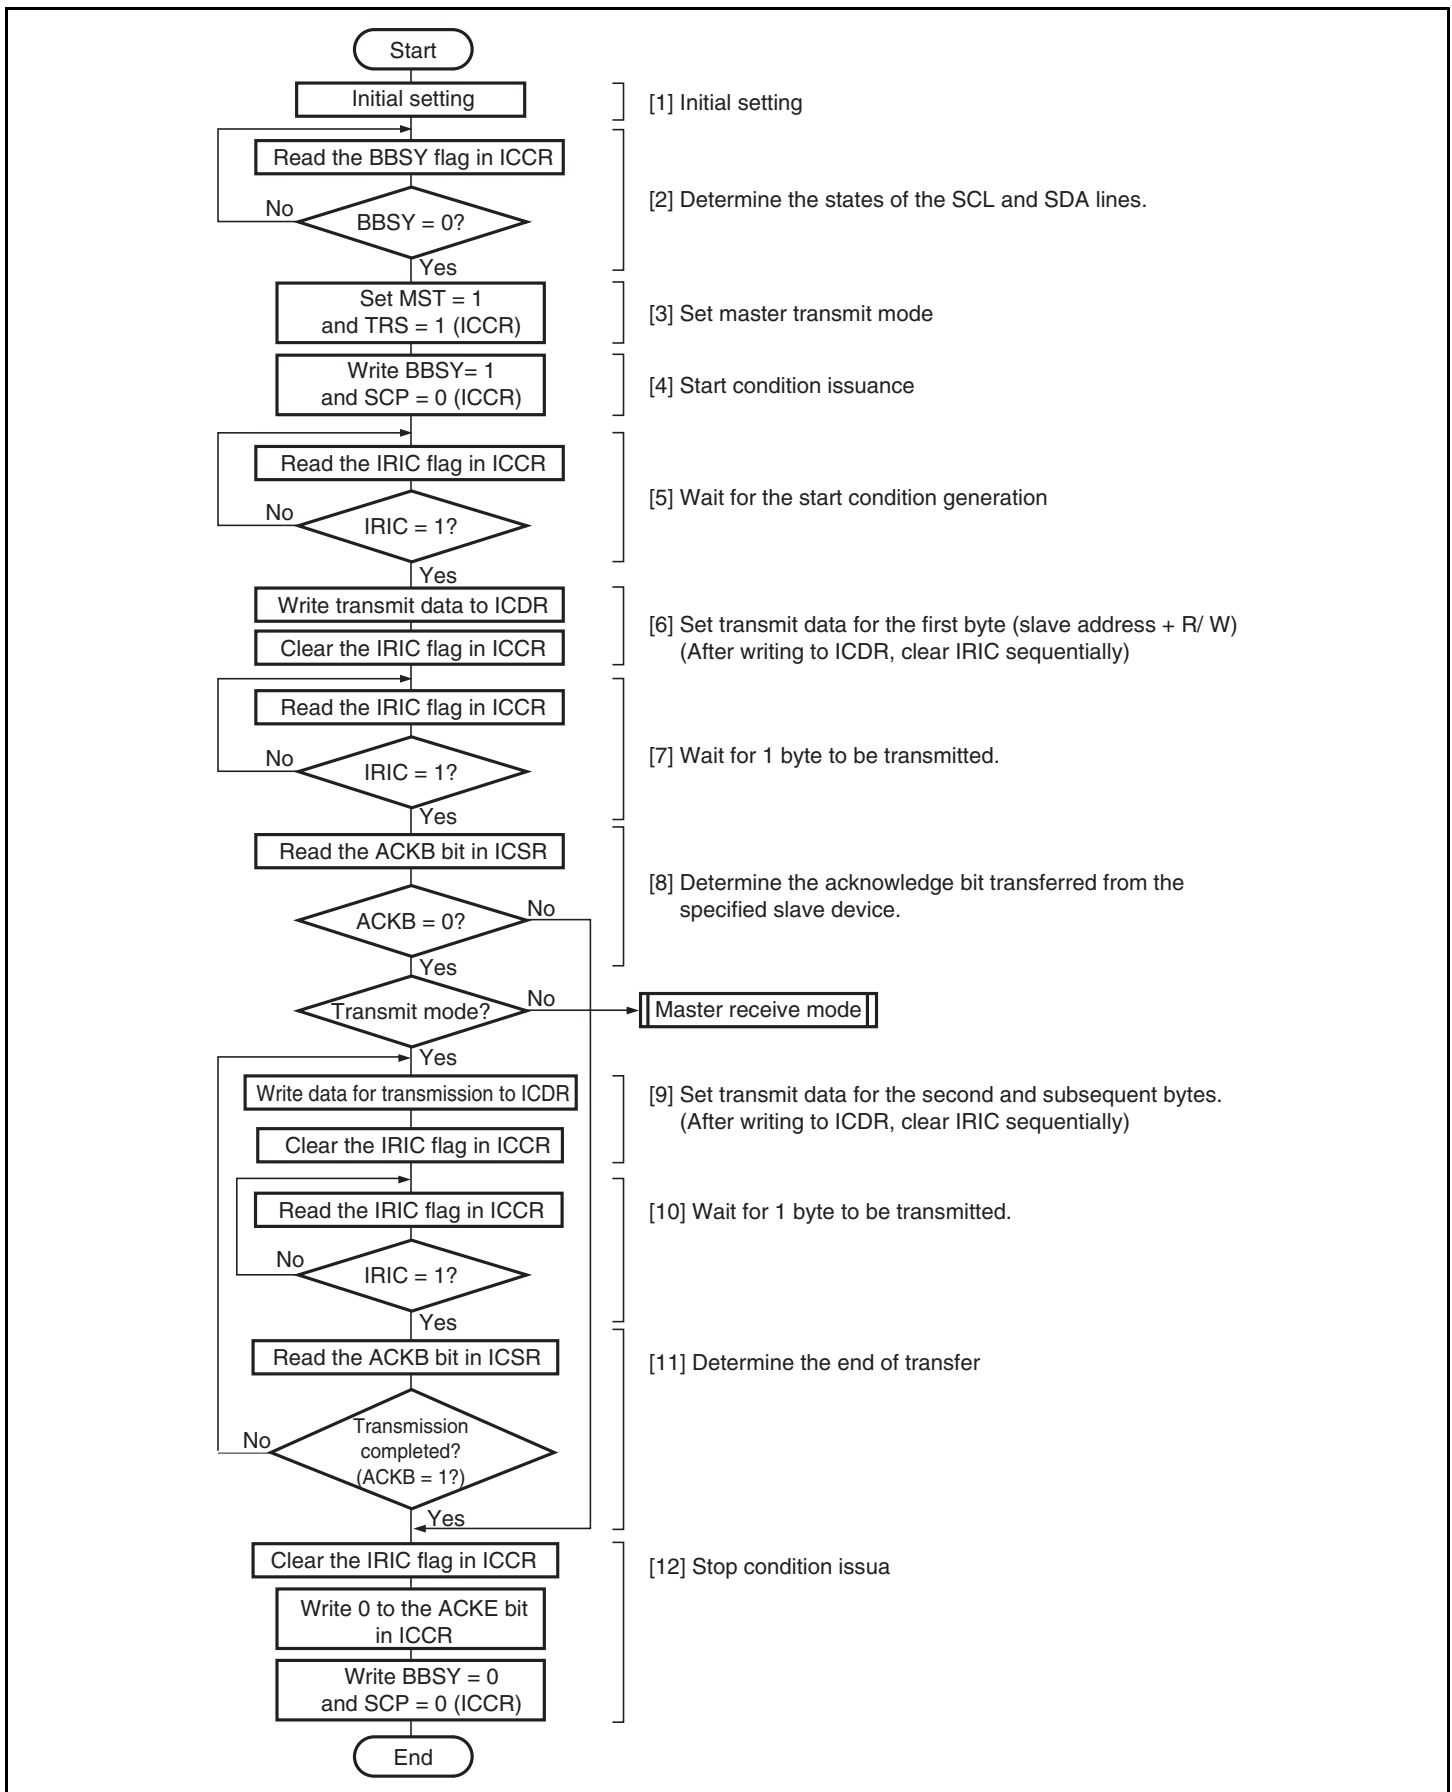 Start
Initial setting
[1] Initial setting
Read the BBSY flag in ICCR
No
BBSY = 0?
[2] Determine the states of the SCL and SDA lines.
Yes
Set MST = 1
and TRS = 1 (ICCR)
[3] Set master transmit mode
Write BBSY= 1
and SCP = 0 (ICCR)
[4] Start condition issuance
Read the IRIC flag in ICCR
No
IRIC = 1?
[5] Wait for the start condition generation
Yes
Write transmit data to ICDR
Clear the IRIC flag in ICCR
[6] Set transmit data for the first byte (slave address + R/ W)
(After writing to ICDR, clear IRIC sequentially)
Read the IRIC flag in ICCR
No
IRIC = 1?
[7] Wait for 1 byte to be transmitted.
Yes
Read the ACKB bit in ICSR
ACKB = 0?
No
[8] Determine the acknowledge bit transferred from the
specified slave device.
Yes
Transmit mode?
No
Master receive mode
Yes
Write data for transmission to ICDR
Clear the IRIC flag in ICCR
[9] Set transmit data for the second and subsequent bytes.
(After writing to ICDR, clear IRIC sequentially)
Read the IRIC flag in ICCR
No
IRIC = 1?
[10] Wait for 1 byte to be transmitted.
Yes
Read the ACKB bit in ICSR
[11] Determine the end of transfer
No
Transmission
completed?
(ACKB = 1?)
Yes
Clear the IRIC flag in ICCR
[12] Stop condition issua
Write 0 to the ACKE bit
in ICCR
Write BBSY = 0
and SCP = 0 (ICCR)
End